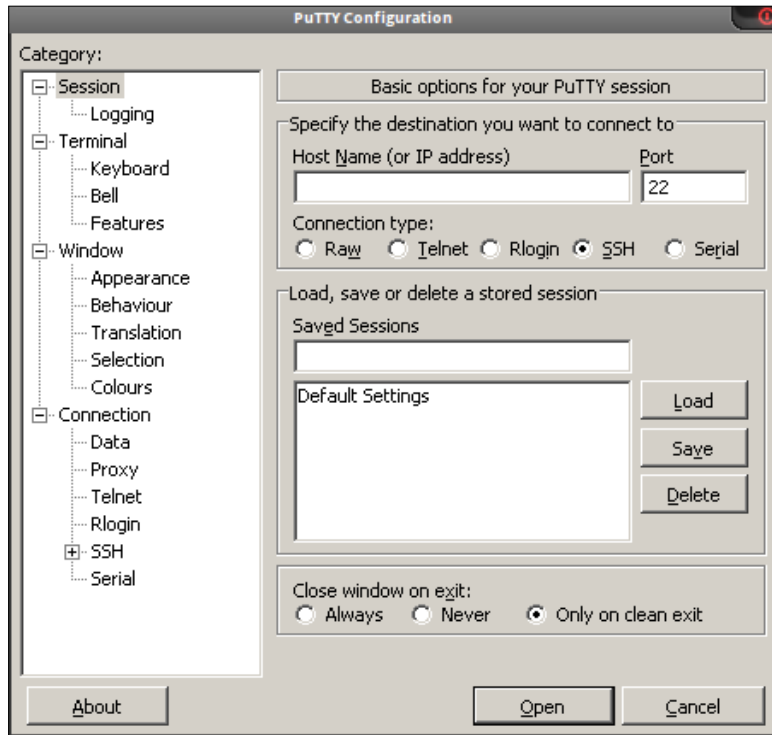 PuTTY Configuration
Category:
Session
Logging
Terminal
Keyboard
Bell
Features
Window
Appearance
Behaviour
Translation
Selection
Colours
Connection
Data
Proxy
Telnet
Rlogin
SSH
Serial
Basic options for your PuTTY session
Specify the destination you want to connect to
Host Name (or IP address) Port
22
Connection type:
Raw Telnet Rlogin SSH Serial
Load, save or delete a stored session
Saved Sessions
Default Settings
Load
Save
Delete
Close window on exit:
Always Never Only on clean exit
About Open Cancel